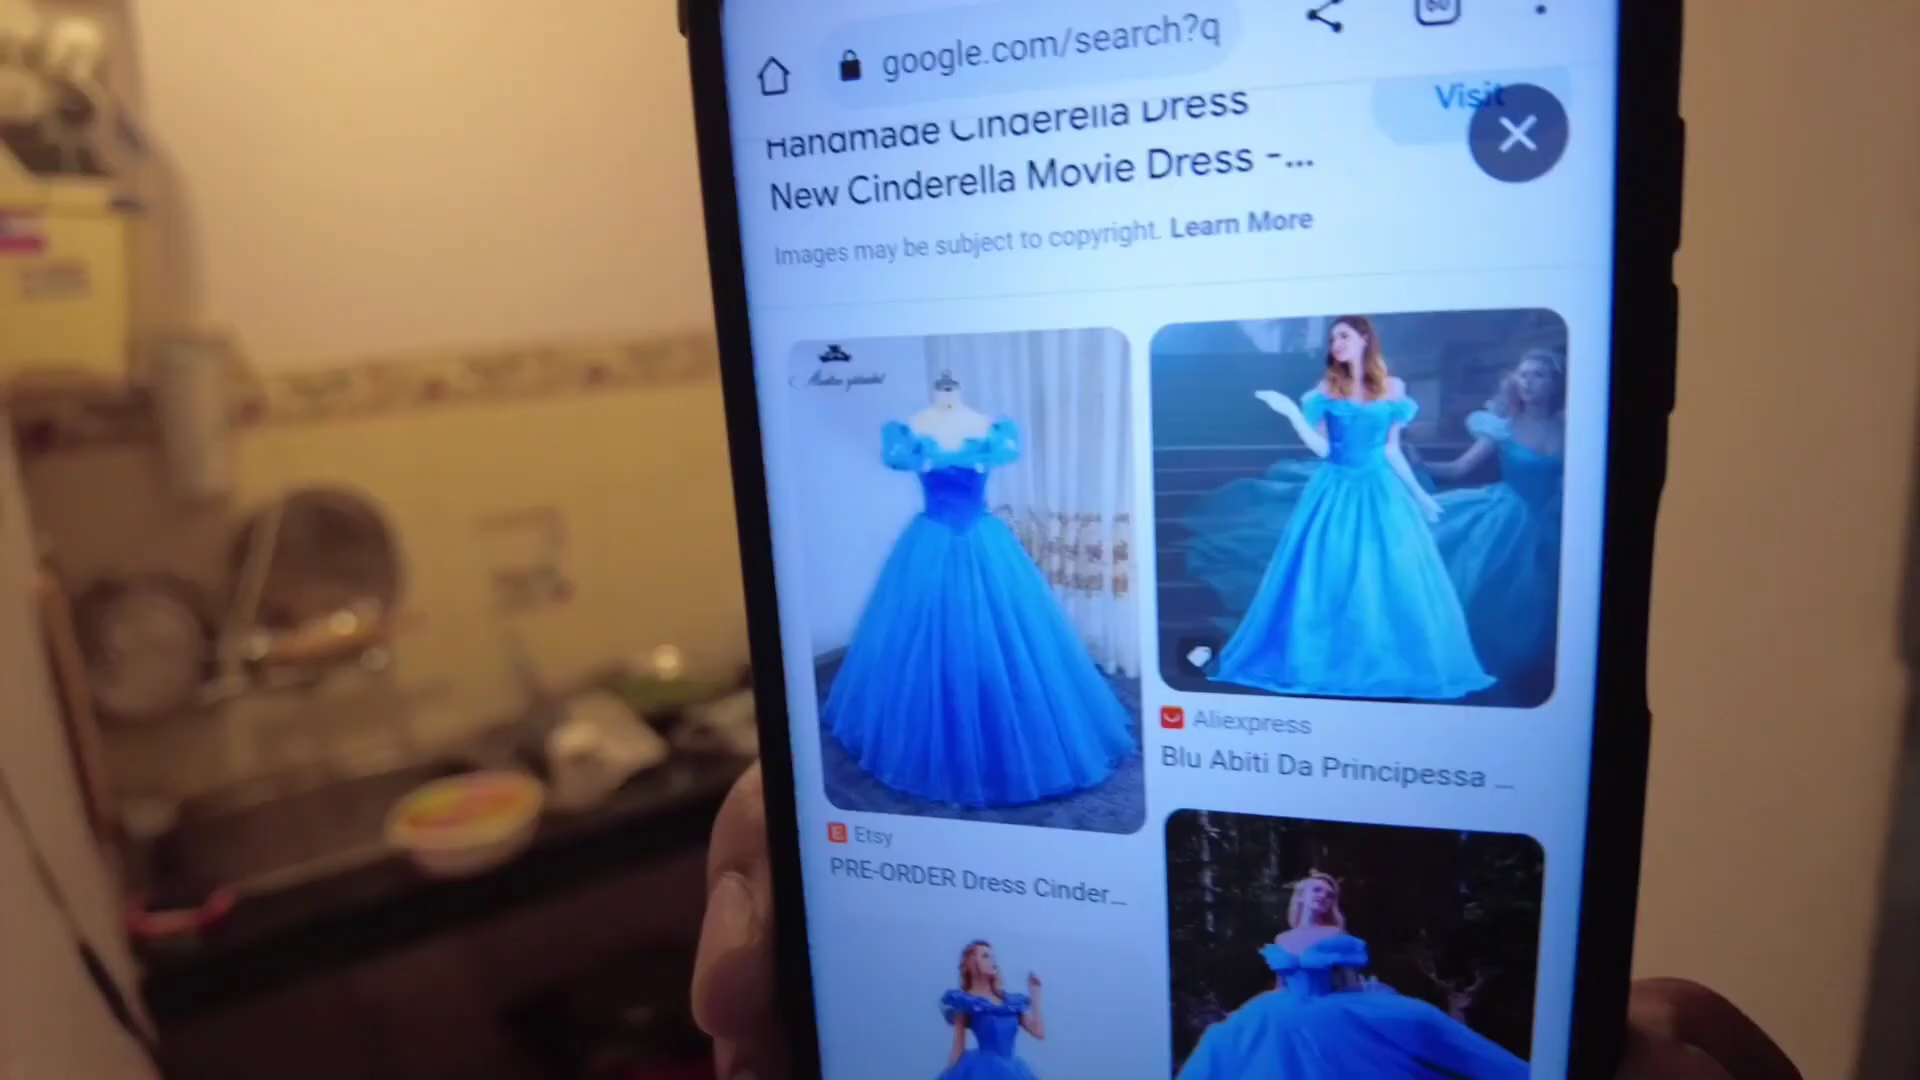 google.com/search?q
60
Visit
Handmade Cinderella Dress
New Cinderella Movie Dress -...
Images may be subject to copyright. Learn More
Aliexpress
Blu Abiti Da Principessa ...
Etsy
PRE-ORDER Dress Cinder...